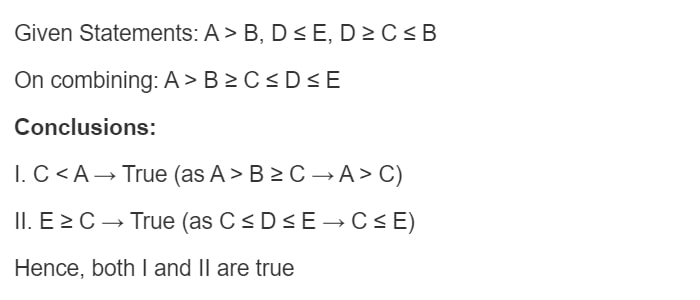 Given Statements: A > B, D ≤ E, D ≥ C ≤ B
On combining: A > B ≥ C ≤ D ≤ E
Conclusions:
I. C < A → True (as A > B ≥ C → A > C)
II. E ≥ C → True (as C ≤ D ≤ E → C ≤ E)
Hence, both I and II are true